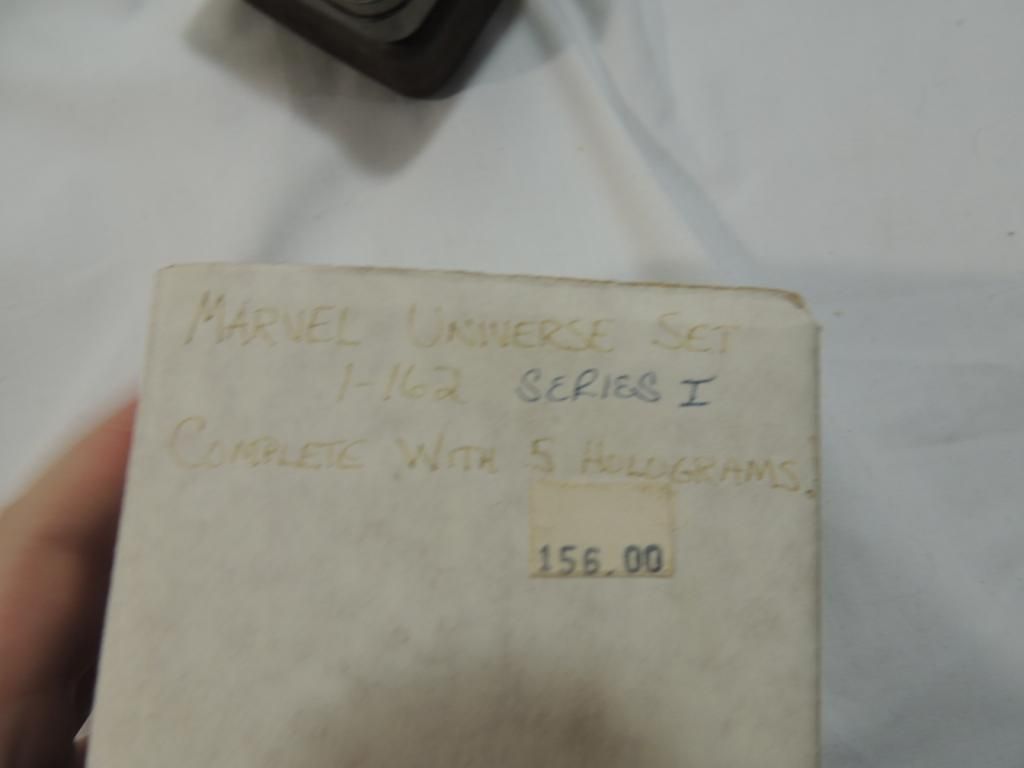 MARVEL UNIVERSE SET
1-162 SERIES I
COMPLETE WITH 5 HOLOGRAMS.
156.00